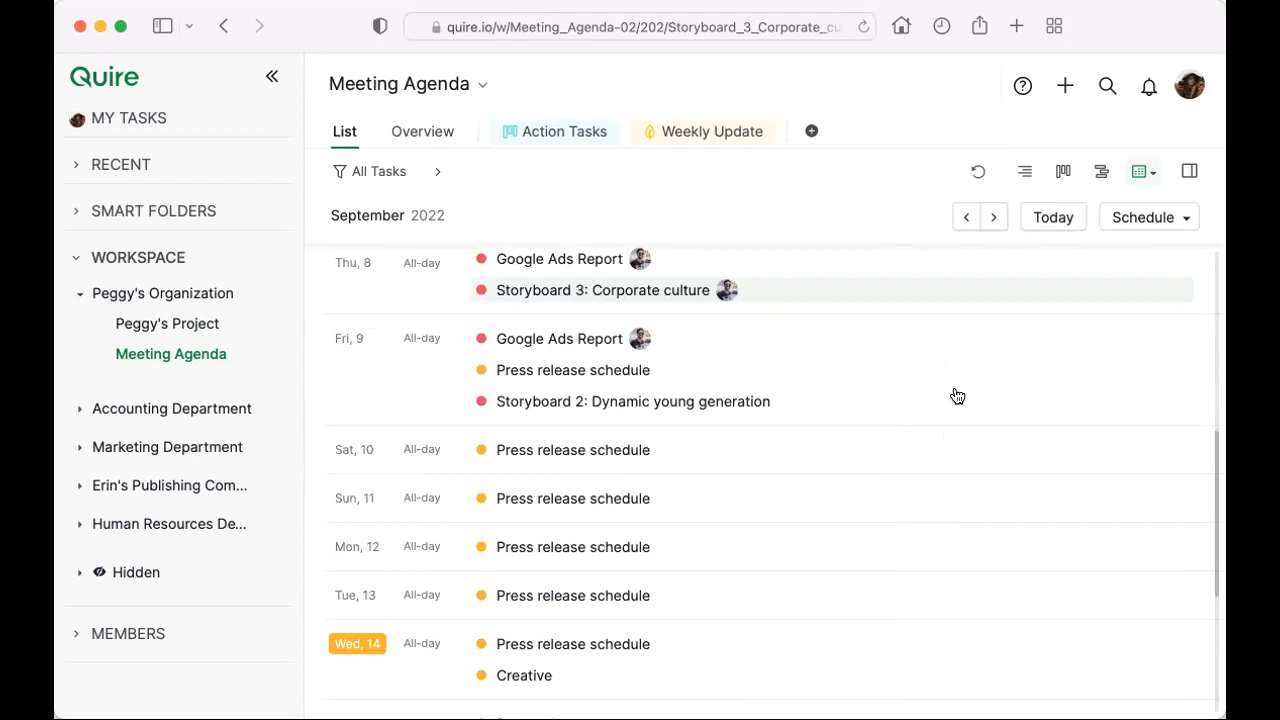 quire.io/w/Meeting_Agenda-02/202/Storyboard_3_Corporate_cu
Quire
MY TASKS
RECENT
SMART FOLDERS
WORKSPACE
Peggy's Organization
Peggy's Project
Meeting Agenda
Accounting Department
Marketing Department
Erin's Publishing Com...
Human Resources De...
Hidden
MEMBERS
Meeting Agenda
List Overview Action Tasks Weekly Update
All Tasks
September 2022
Today Schedule
Thu, 8 All-day Google Ads Report
Storyboard 3: Corporate culture
Fri, 9 All-day Google Ads Report
Press release schedule
Storyboard 2: Dynamic young generation
Sat, 10 All-day Press release schedule
Sun, 11 All-day Press release schedule
Mon, 12 All-day Press release schedule
Tue, 13 All-day Press release schedule
Wed, 14 All-day Press release schedule
Creative